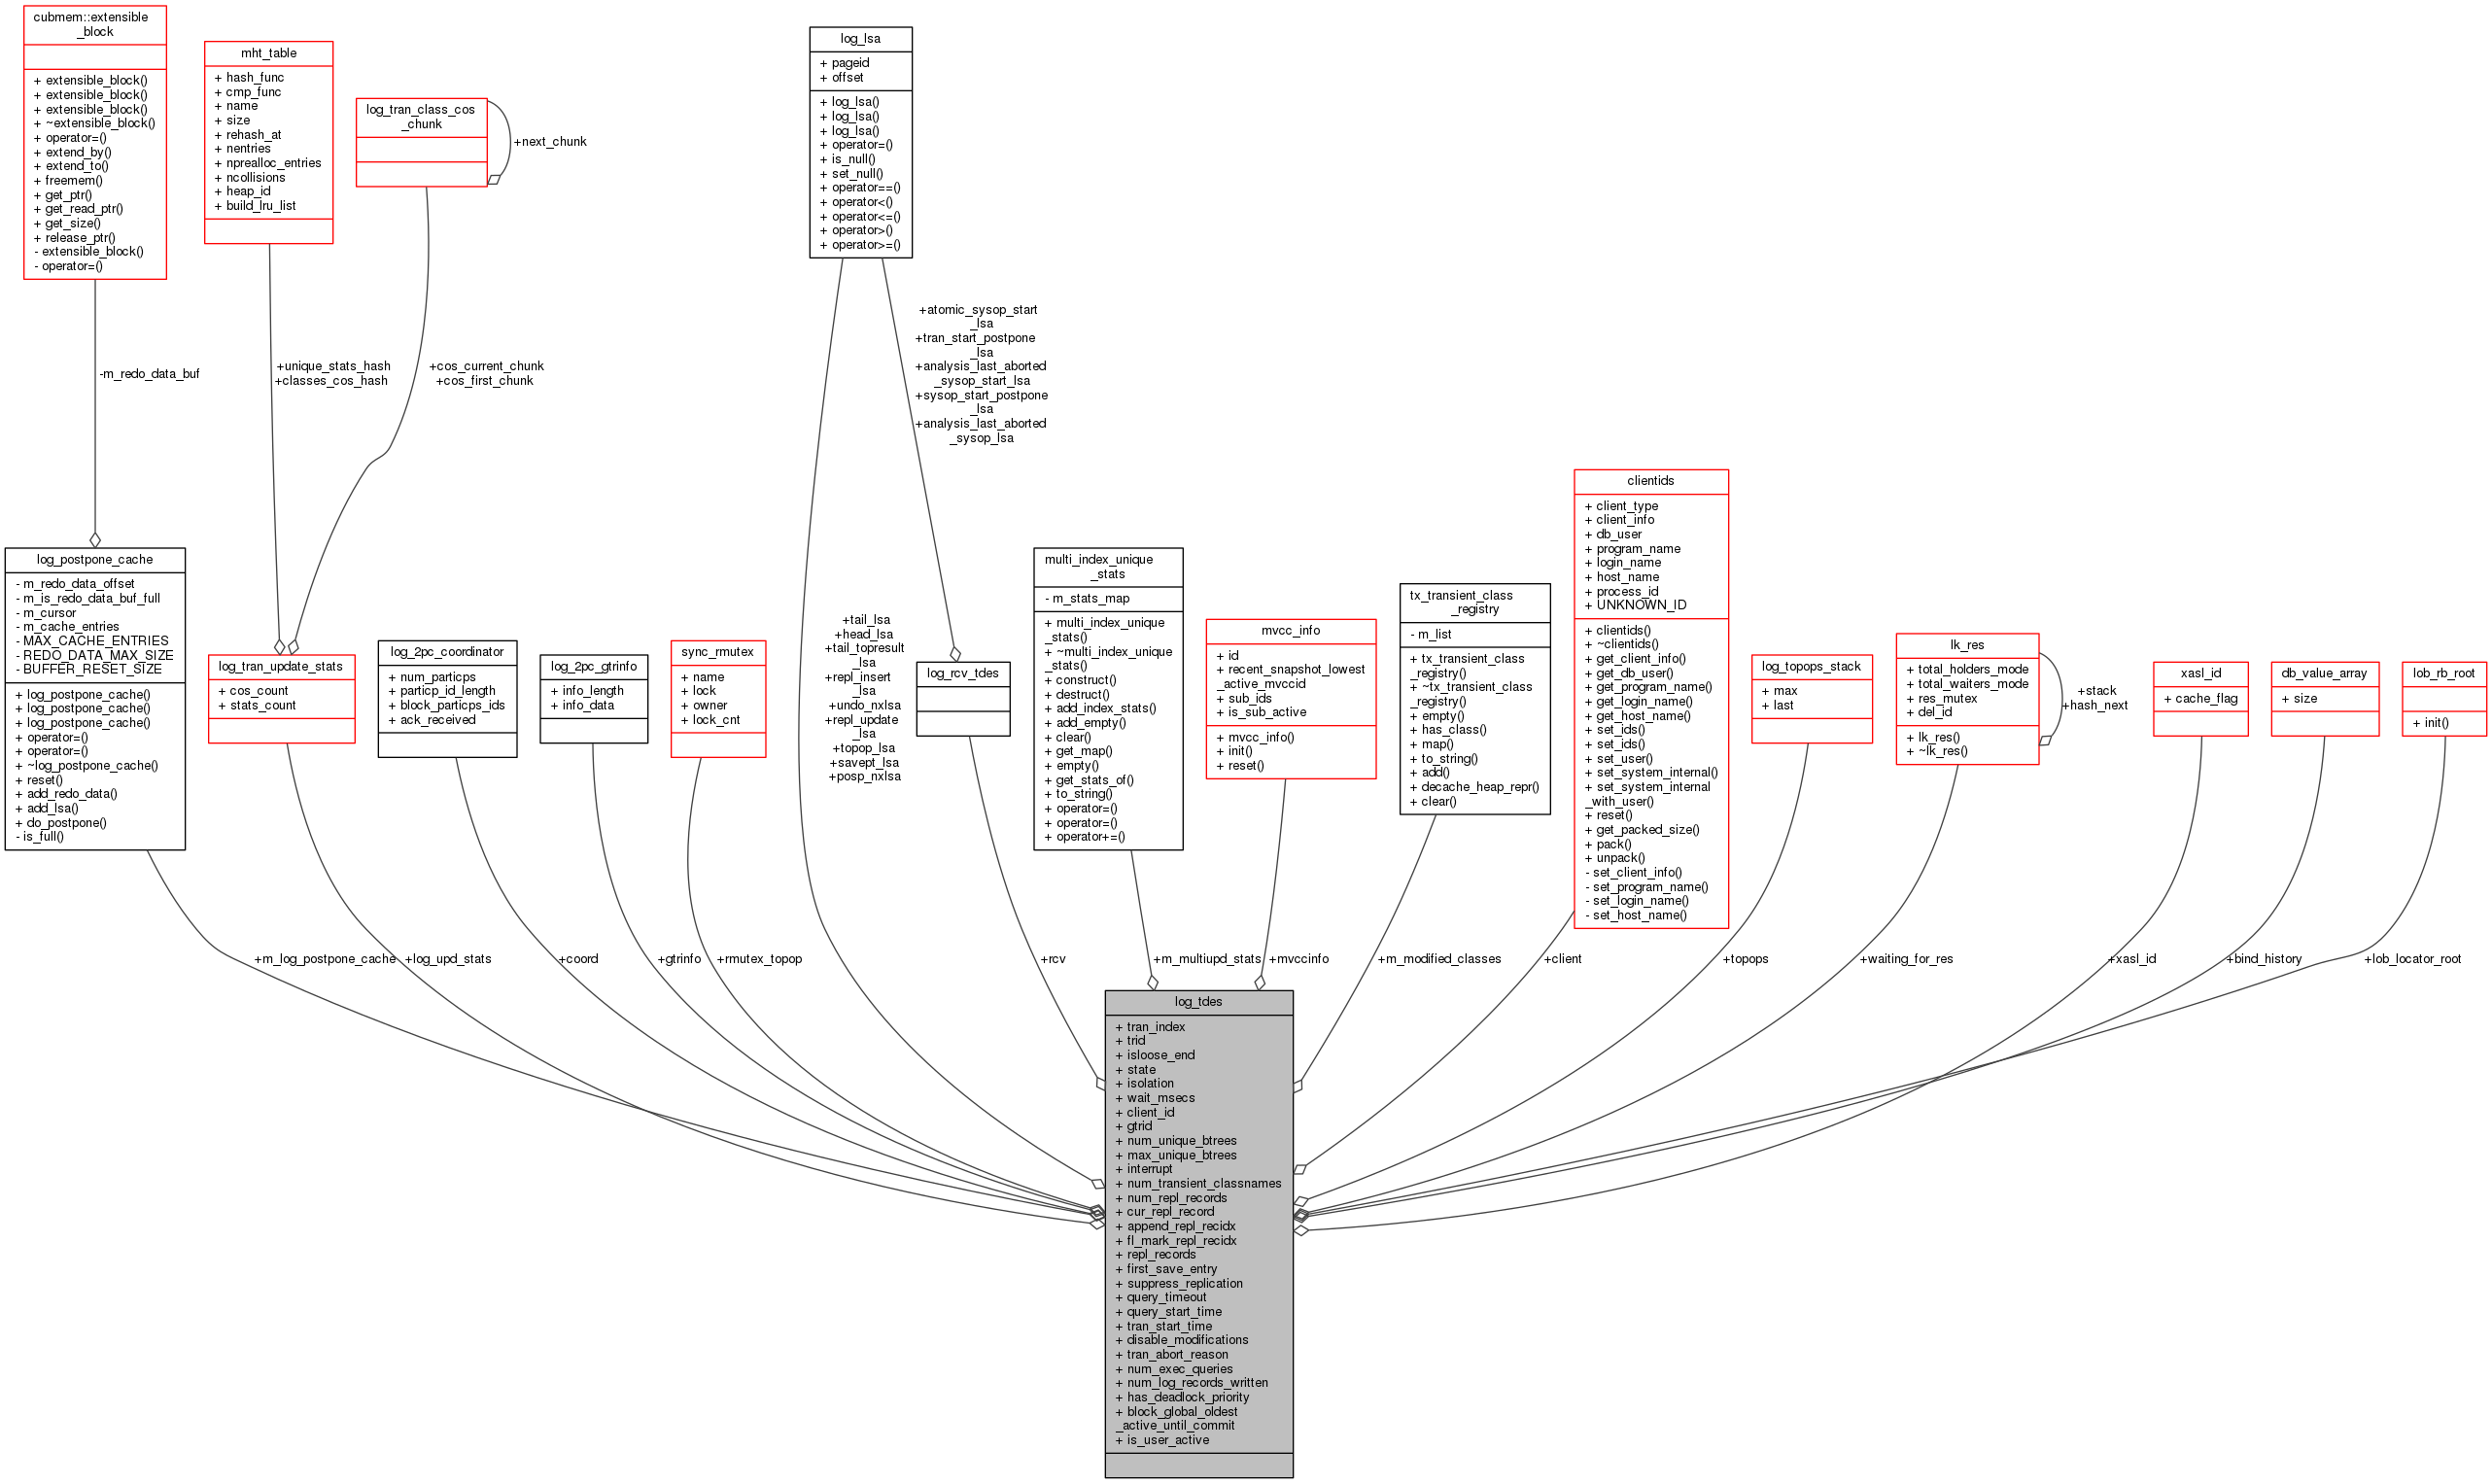 cubmem::extensible
_block
+ extensible_block()
+ extensible_block()
+ extensible_block()
+ ~extensible_block()
+ operator=()
+ extend_by()
+ extend_to()
+ freemem()
+ get_ptr()
+ get_read_ptr()
+ get_size()
+ release_ptr()
- extensible_block()
- operator=()
mht_table
+ hash_func
+ cmp_func
+ name
+ size
+ rehash_at
+ nentries
+ nprealloc_entries
+ ncollisions
+ heap_id
+ build_lru_list
log_tran_class_cos
_chunk
+next_chunk
log_lsa
+ pageid
+ offset
+ log_lsa()
+ log_lsa()
+ log_lsa()
+ operator=()
+ is_null()
+ set_null()
+ operator==()
+ operator<()
+ operator<=()
+ operator>()
+ operator>=()
-m_redo_data_buf
+unique_stats_hash
+classes_cos_hash
+cos_current_chunk
+cos_first_chunk
+atomic_sysop_start
_lsa
+tran_start_postpone
_lsa
+analysis_last_aborted
_sysop_start_lsa
+sysop_start_postpone
_lsa
+analysis_last_aborted
_sysop_lsa
log_postpone_cache
- m_redo_data_offset
- m_is_redo_data_buf_full
- m_cursor
- m_cache_entries
- MAX_CACHE_ENTRIES
- REDO_DATA_MAX_SIZE
- BUFFER_RESET_SIZE
+ log_postpone_cache()
+ log_postpone_cache()
+ log_postpone_cache()
+ operator=()
+ operator=()
+ ~log_postpone_cache()
+ reset()
+ add_redo_data()
+ add_lsa()
+ do_postpone()
- is_full()
log_tran_update_stats
+ cos_count
+ stats_count
log_2pc_coordinator
+ num_particps
+ particp_id_length
+ block_particps_ids
+ ack_received
log_2pc_gtrinfo
+ info_length
+ info_data
sync_rmutex
+ name
+ lock
+ owner
+ lock_cnt
+tail_lsa
+head_lsa
+tail_topresult
_lsa
+repl_insert
_lsa
+undo_nxlsa
+repl_update
_lsa
+topop_lsa
+savept_lsa
+posp_nxlsa
log_rcv_tdes
multi_index_unique
_stats
- m_stats_map
+ multi_index_unique
_stats()
+ ~multi_index_unique
_stats()
+ construct()
+ destruct()
+ add_index_stats()
+ add_empty()
+ clear()
+ get_map()
+ empty()
+ get_stats_of()
+ to_string()
+ operator=()
+ operator=()
+ operator+=()
mvcc_info
+ id
+ recent_snapshot_lowest
_active_mvccid
+ sub_ids
+ is_sub_active
+ mvcc_info()
+ init()
+ reset()
tx_transient_class
_registry
- m_list
+ tx_transient_class
_registry()
+ ~tx_transient_class
_registry()
+ empty()
+ has_class()
+ map()
+ to_string()
+ add()
+ decache_heap_repr()
+ clear()
clientids
+ client_type
+ client_info
+ db_user
+ program_name
+ login_name
+ host_name
+ process_id
+ UNKNOWN_ID
+ clientids()
+ ~clientids()
+ get_client_info()
+ get_db_user()
+ get_program_name()
+ get_login_name()
+ get_host_name()
+ set_ids()
+ set_ids()
+ set_user()
+ set_system_internal()
+ set_system_internal
_with_user()
+ reset()
+ get_packed_size()
+ pack()
+ unpack()
- set_client_info()
- set_program_name()
- set_login_name()
- set_host_name()
log_topops_stack
+ max
+ last
lk_res
+ total_holders_mode
+ total_waiters_mode
+ res_mutex
+ del_id
+ lk_res()
+ ~lk_res()
+stack
+hash_next
xasl_id
+ cache_flag
db_value_array
+ size
lob_rb_root
+ init()
+m_log_postpone_cache
+log_upd_stats
+coord
+gtrinfo
+rmutex_topop
+rcv
+m_multiupd_stats
+mvccinfo
+m_modified_classes
+client
+topops
+waiting_for_res
+xasl_id
+bind_history
+lob_locator_root
log_tdes
+ tran_index
+ trid
+ isloose_end
+ state
+ isolation
+ wait_msecs
+ client_id
+ gtrid
+ num_unique_btrees
+ max_unique_btrees
+ interrupt
+ num_transient_classnames
+ num_repl_records
+ cur_repl_record
+ append_repl_recidx
+ fl_mark_repl_recidx
+ repl_records
+ first_save_entry
+ suppress_replication
+ query_timeout
+ query_start_time
+ tran_start_time
+ disable_modifications
+ tran_abort_reason
+ num_exec_queries
+ num_log_records_written
+ has_deadlock_priority
+ block_global_oldest
_active_until_commit
+ is_user_active